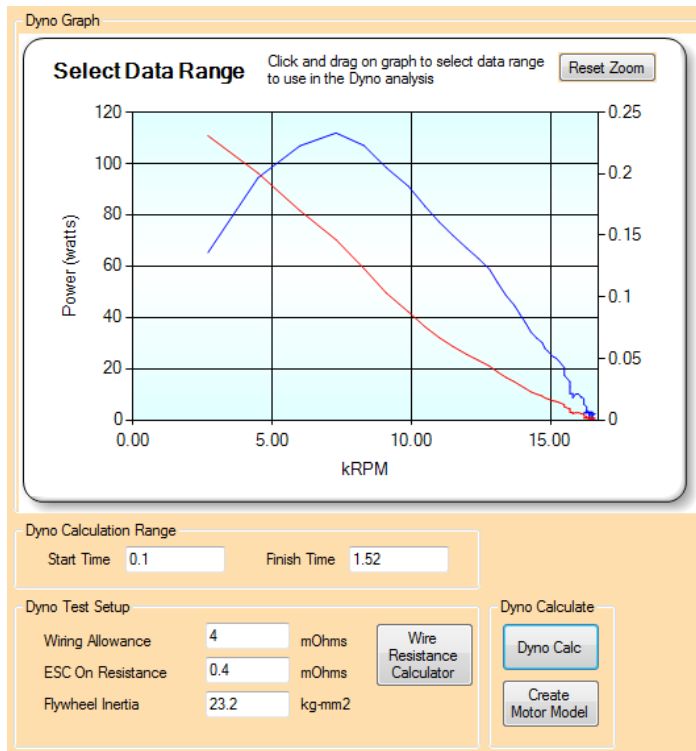 Dyno Graph
Select Data Range
Click and drag on graph to select data range
to use in the Dyno analysis
Reset Zoom
120
100
80
60
40
20
0
Power (watts)
0.25
0.2
0.15
0.1
0.05
0
0.00 5.00 10.00 15.00
kRPM
Dyno Calculation Range
Start Time 0.1 Finish Time 1.52
Dyno Test Setup
Wiring Allowance 4 mOhms
ESC On Resistance 0.4 mOhms
Flywheel Inertia 23.2 kg-mm2
Wire
Resistance
Calculator
Dyno Calculate
Dyno Calc
Create
Motor Model